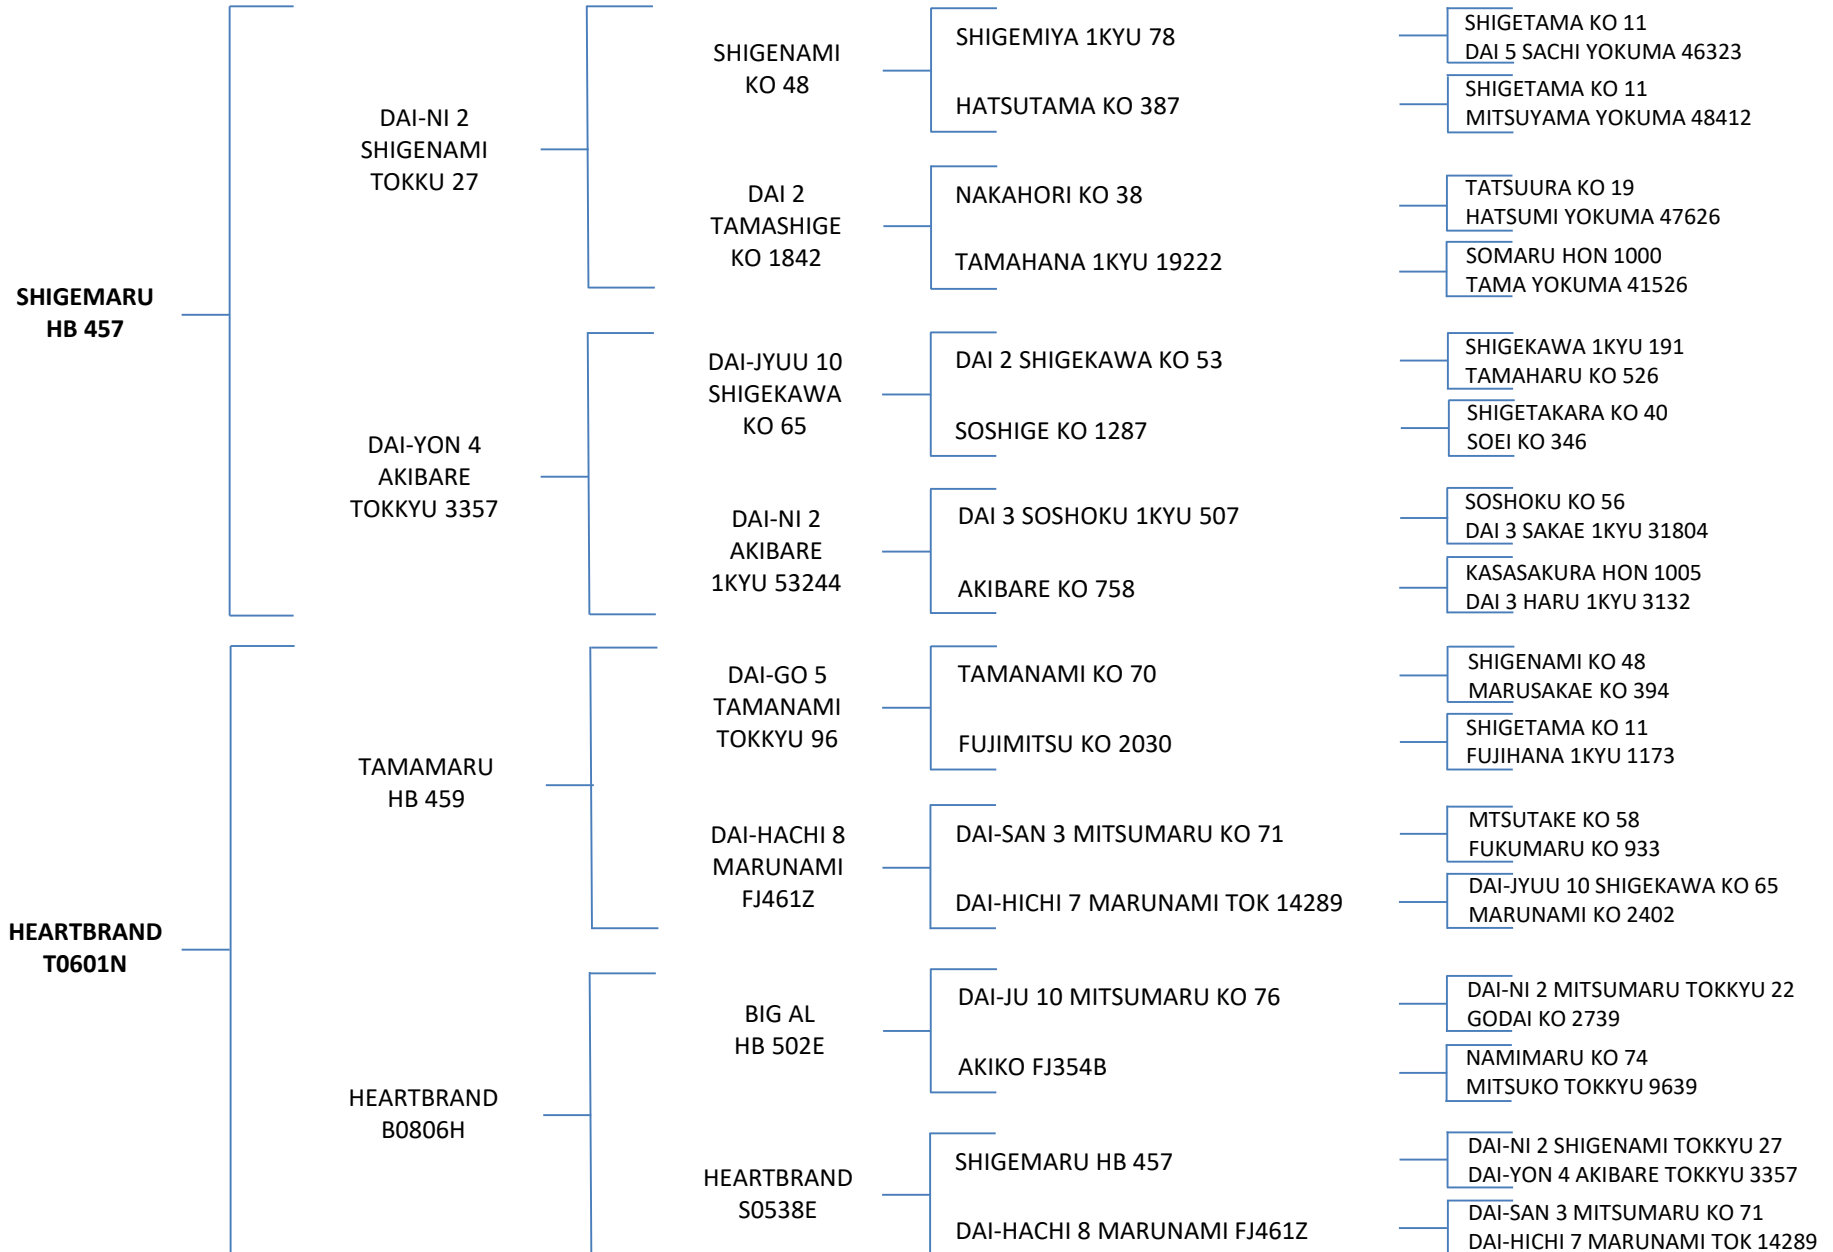 SHIGEMARU
HB 457
DAI-NI 2
SHIGENAMI
TOKKU 27
DAI-YON 4
AKIBARE
TOKKYU 3357
SHIGENAMI
KO 48
DAI 2
TAMASHIGE
KO 1842
DAI-JYUU 10
SHIGEKAWA
KO 65
DAI-NI 2
AKIBARE
1KYU 53244
SHIGEMIYA 1KYU 78
HATSUTAMA KO 387
NAKAHORI KO 38
TAMAHANA 1KYU 19222
DAI 2 SHIGEKAWA KO 53
SOSHIGE KO 1287
DAI 3 SOSHOKU 1KYU 507
AKIBARE KO 758
SHIGETAMA KO 11
DAI 5 SACHI YOKUMA 46323
SHIGETAMA KO 11
MITSUYAMA YOKUMA 48412
TATSUURA KO 19
HATSUMI YOKUMA 47626
SOMARU HON 1000
TAMA YOKUMA 41526
SHIGEKAWA 1KYU 191
TAMAHARU KO 526
SHIGETAKARA KO 40
SOEI KO 346
SOSHOKU KO 56
DAI 3 SAKAE 1KYU 31804
KASASAKURA HON 1005
DAI 3 HARU 1KYU 3132
HEARTBRAND
T0601N
TAMAMARU
HB 459
HEARTBRAND
B0806H
DAI-GO 5
TAMANAMI
TOKKYU 96
DAI-HACHI 8
MARUNAMI
FJ461Z
BIG AL
HB 502E
HEARTBRAND
S0538E
TAMANAMI KO 70
FUJIMITSU KO 2030
DAI-SAN 3 MITSUMARU KO 71
DAI-HICHI 7 MARUNAMI TOK 14289
DAI-JU 10 MITSUMARU KO 76
AKIKO FJ354B
SHIGEMARU HB 457
DAI-HACHI 8 MARUNAMI FJ461Z
SHIGENAMI KO 48
MARUSAKAE KO 394
SHIGETAMA KO 11
FUJIHANA 1KYU 1173
MTSUTAKE KO 58
FUKUMARU KO 933
DAI-JYUU 10 SHIGEKAWA KO 65
MARUNAMI KO 2402
DAI-NI 2 MITSUMARU TOKKYU 22
GODAI KO 2739
NAMIMARU KO 74
MITSUKO TOKKYU 9639
DAI-NI 2 SHIGENAMI TOKKYU 27
DAI-YON 4 AKIBARE TOKKYU 3357
DAI-SAN 3 MITSUMARU KO 71
DAI-HICHI 7 MARUNAMI TOK 14289